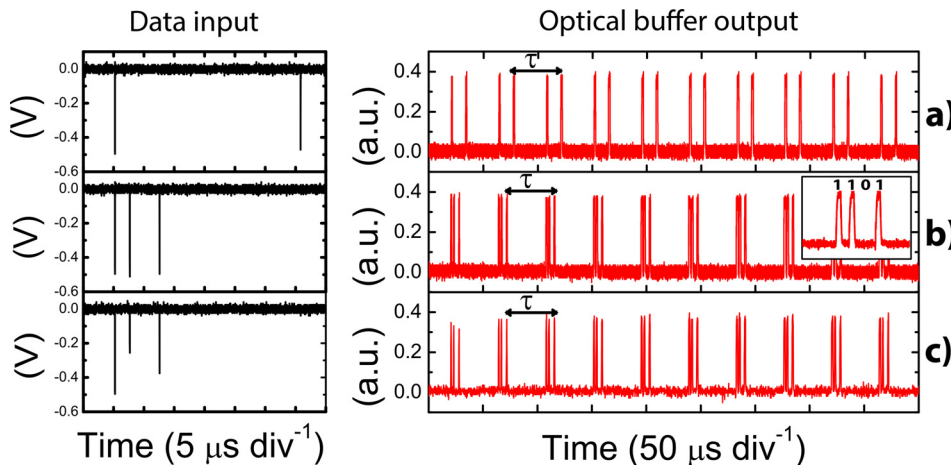 Data input
Optical buffer output
0.0
-0.2
-0.4
-0.6
(V)
0.4
0.2
0.0
(a.u.)
τ'
a)
0.0
-0.2
-0.4
-0.6
(V)
0.4
0.2
0.0
(a.u.)
τ
1 1 0 1
b)
0.0
-0.2
-0.4
-0.6
(V)
0.4
0.2
0.0
(a.u.)
τ
c)
Time (5 μs div⁻¹)
Time (50 μs div⁻¹)